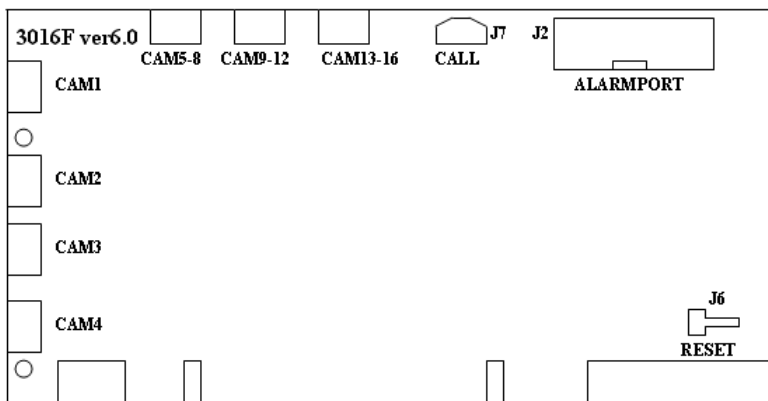 3016F ver6.0
J7
J2
CAM5-8
CAM9-12
CAM13-16
CALL
ALARMPORT
CAM1
CAM2
CAM3
J6
CAM4
RESET